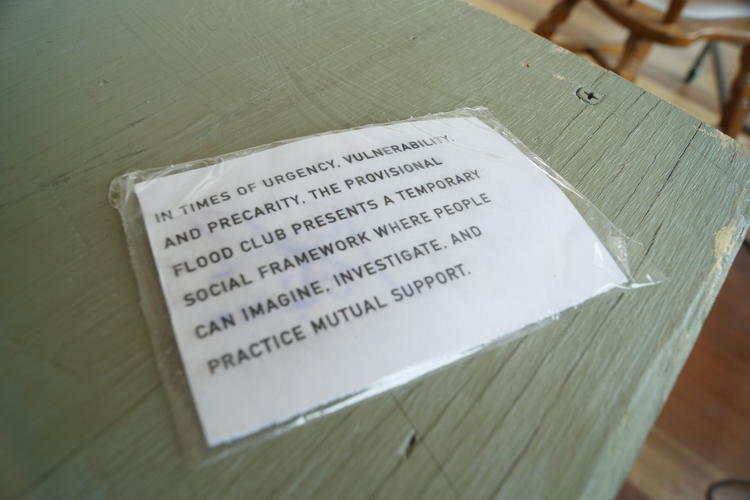 IN TIMES OF URGENCY, VULNERABILITY,
AND PRECARITY, THE PROVISIONAL
FLOOD CLUB PRESENTS A TEMPORARY
SOCIAL FRAMEWORK WHERE PEOPLE
CAN IMAGINE, INVESTIGATE, AND
PRACTICE MUTUAL SUPPORT.